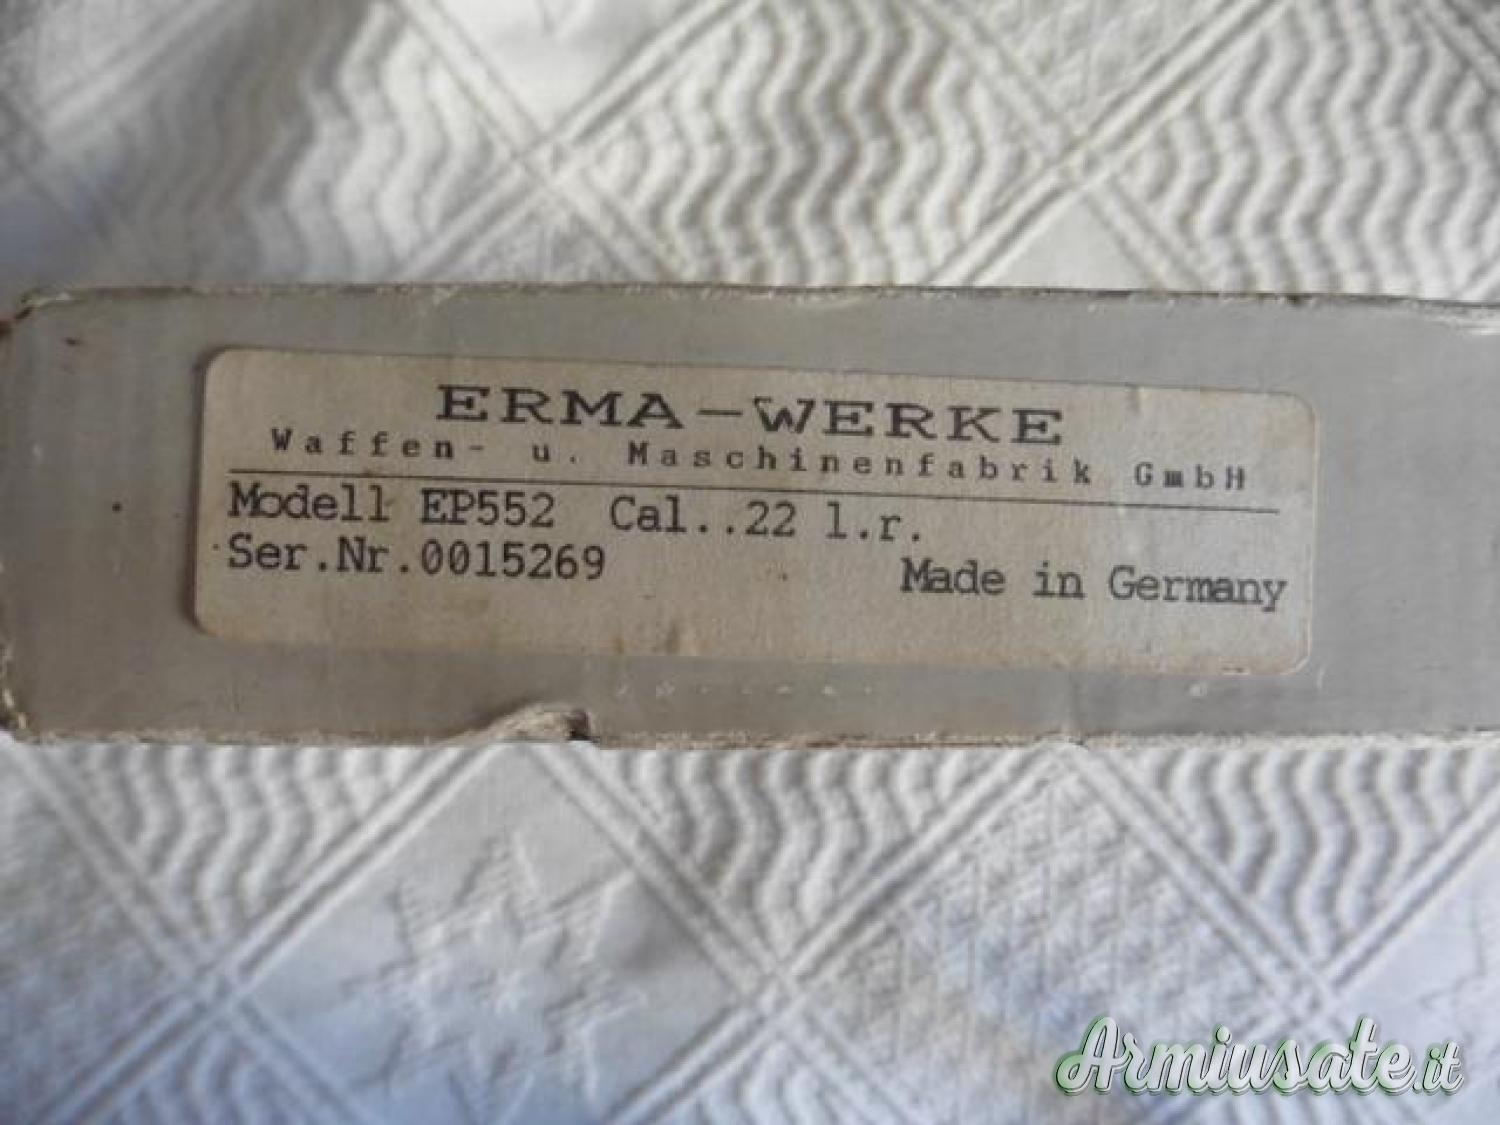 ERMA-WERKE
Waffen- u. Maschinenfabrik GmbH
Modell EP552 Cal..22 l.r.
Ser.Nr.0015269
Made in Germany
Armiusate.it